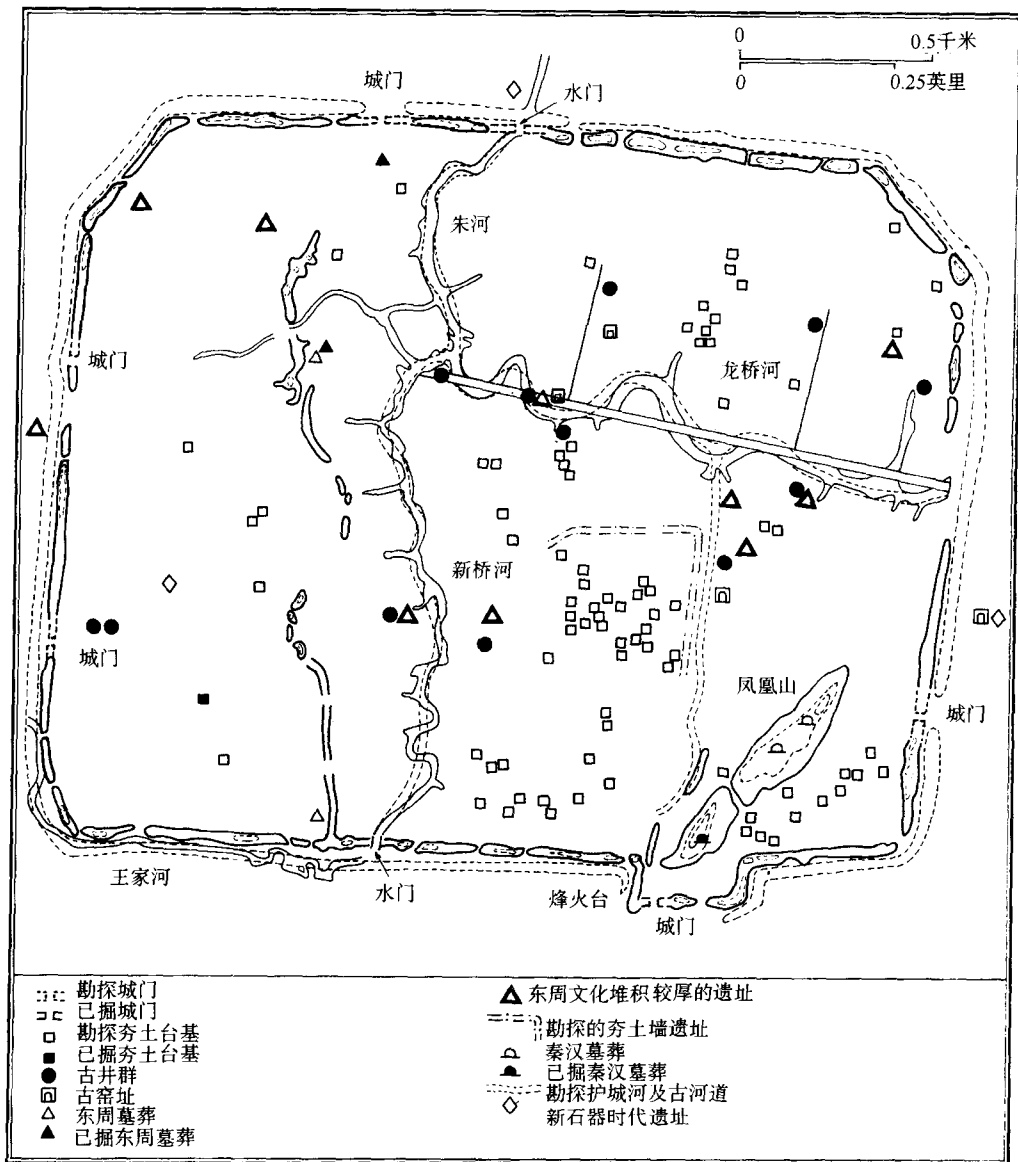 0 0.5千米
0 0.25英里
城门
水门
朱河
城门
龙桥河
新桥河
城门
凤凰山
城门
王家河
水门
烽火台
城门
勘探城门
已掘城门
勘探夯土台基
已掘夯土台基
古井群
古窑址
东周墓葬
已掘东周墓葬
东周文化堆积较厚的遗址
勘探的夯土墙遗址
秦汉墓葬
已掘秦汉墓葬
勘探护城河及古河道
新石器时代遗址